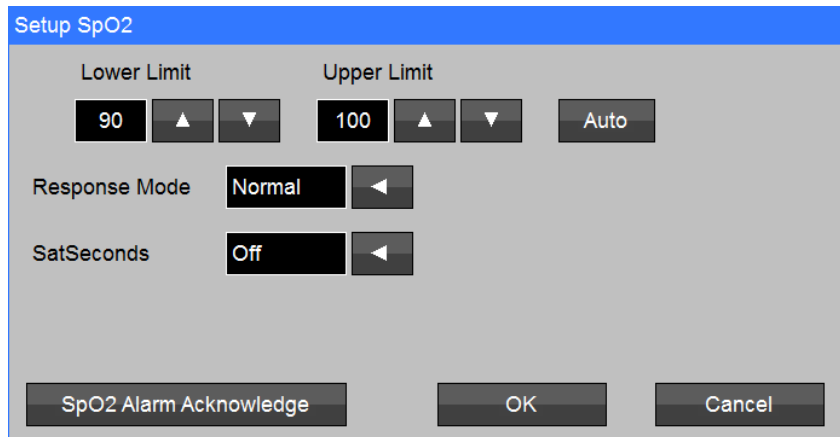 Setup SpO2
Lower Limit Upper Limit
90 ▲ ▼ 100 ▲ ▼ Auto
Response Mode Normal ◀
SatSeconds Off ◀
SpO2 Alarm Acknowledge OK Cancel